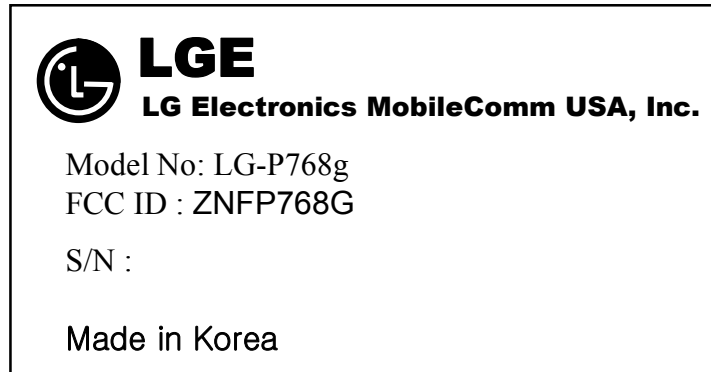 LGE
LG Electronics MobileComm USA, Inc.
Model No: LG-P768g
FCC ID : ZNFP768G
S/N :
Made in Korea